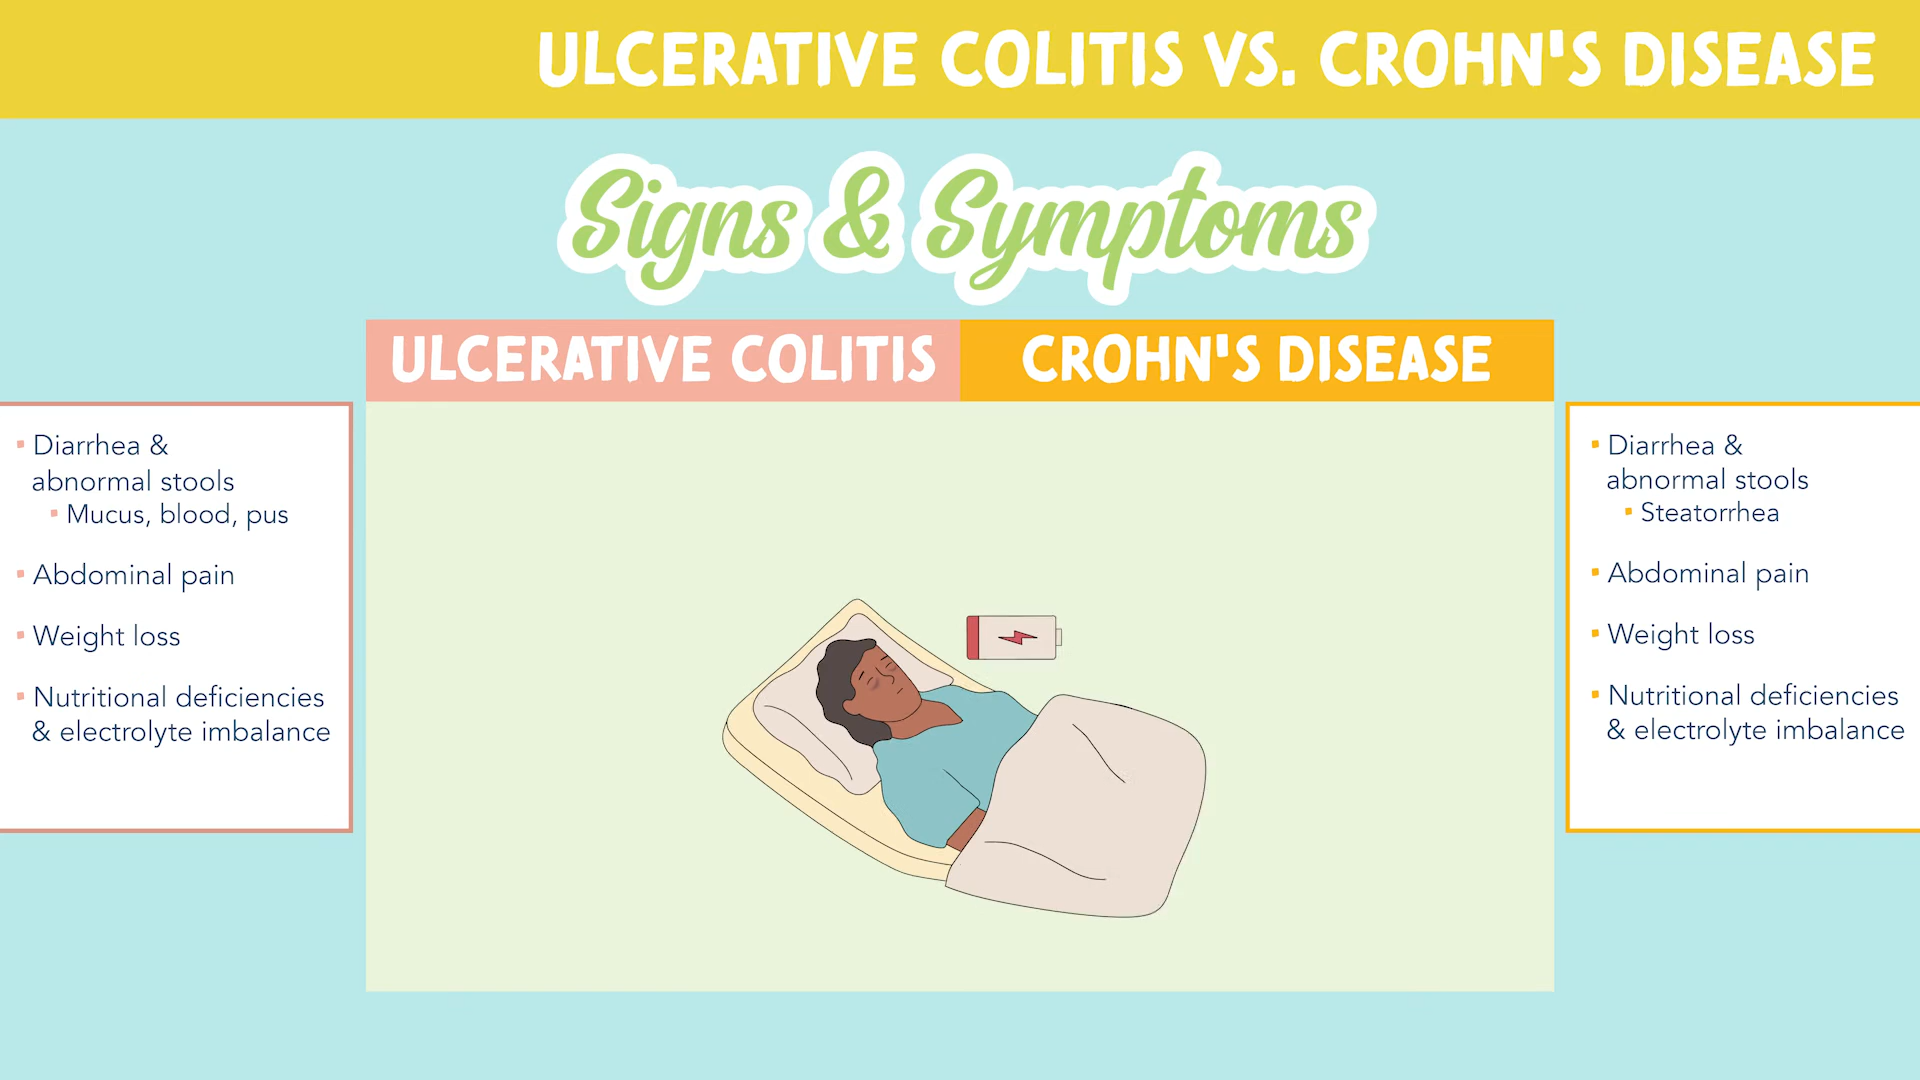 ULCERATIVE COLITIS VS. CROHN'S DISEASE
Signs & Symptoms
ULCERATIVE COLITIS
CROHN'S DISEASE
▪ Diarrhea &
abnormal stools
▪ Mucus, blood, pus
▪ Abdominal pain
▪ Weight loss
▪ Nutritional deficiencies
& electrolyte imbalance
▪ Diarrhea &
abnormal stools
▪ Steatorrhea
▪ Abdominal pain
▪ Weight loss
▪ Nutritional deficiencies
& electrolyte imbalance